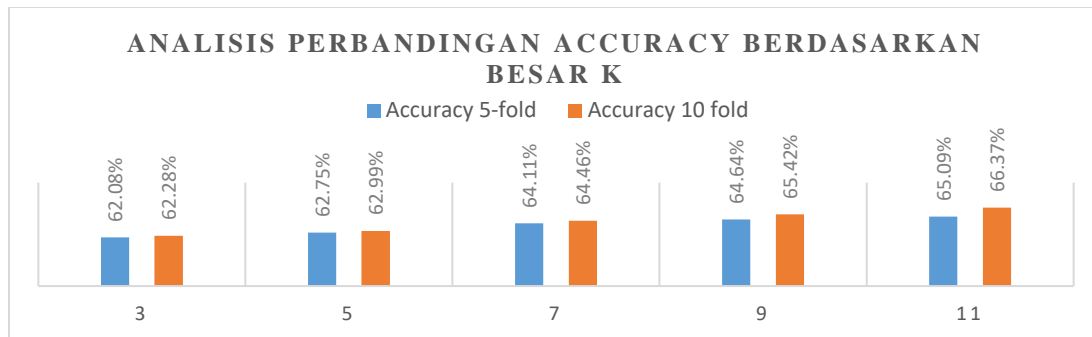 ANALISIS PERBANDINGAN ACCURACY BERDASARKAN
BESAR K
Accuracy 5-fold Accuracy 10 fold
62.08% 62.28% 62.75% 62.99% 64.11% 64.46% 64.64% 65.42% 65.09% 66.37%
3 5 7 9 11